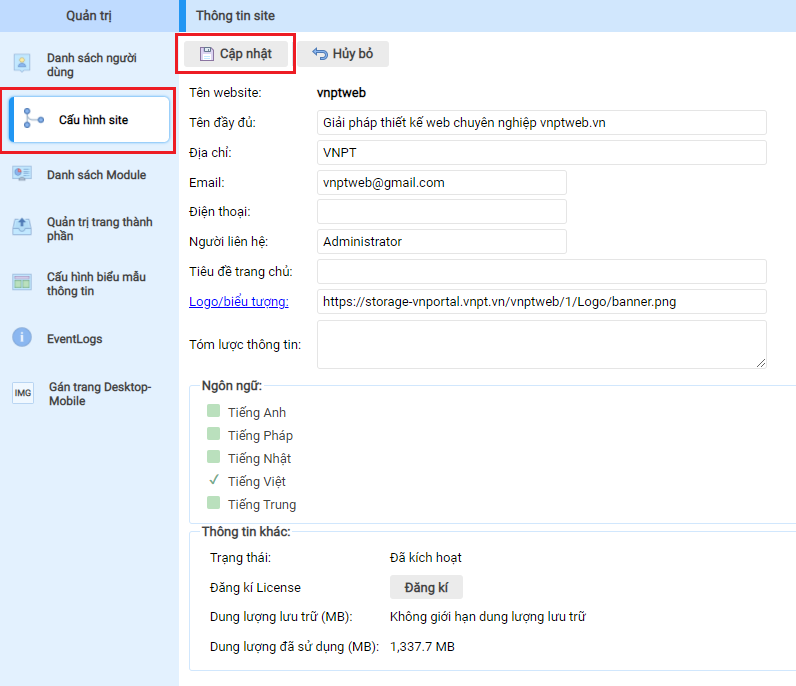 Quản trị
Danh sách người
dùng
Cấu hình site
Danh sách Module
Quản trị trang thành
phần
Cấu hình biểu mẫu
thông tin
EventLogs
IMG
Gán trang Desktop-
Mobile
Thông tin site
Cập nhật
Hủy bỏ
Tên website: vnptweb
Tên đầy đủ: Giải pháp thiết kế web chuyên nghiệp vnptweb.vn
Địa chỉ: VNPT
Email: vnptweb@gmail.com
Điện thoại:
Người liên hệ: Administrator
Tiêu đề trang chủ:
Logo/biểu tượng: https://storage-vnportal.vnpt.vn/vnptweb/1/Logo/banner.png
Tóm lược thông tin:
Ngôn ngữ:
Tiếng Anh
Tiếng Pháp
Tiếng Nhật
Tiếng Việt
Tiếng Trung
Thông tin khác:
Trạng thái: Đã kích hoạt
Đăng kí License Đăng kí
Dung lượng lưu trữ (MB): Không giới hạn dung lượng lưu trữ
Dung lượng đã sử dụng (MB): 1,337.7 MB